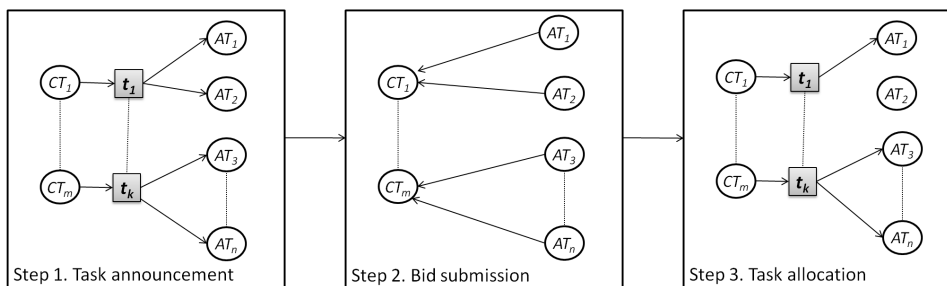 AT1
CT1
t1
AT2
AT3
CTm
tk
ATn
Step 1. Task announcement
AT1
CT1
AT2
AT3
CTm
ATn
Step 2. Bid submission
AT1
CT1
t1
AT2
AT3
CTm
tk
ATn
Step 3. Task allocation